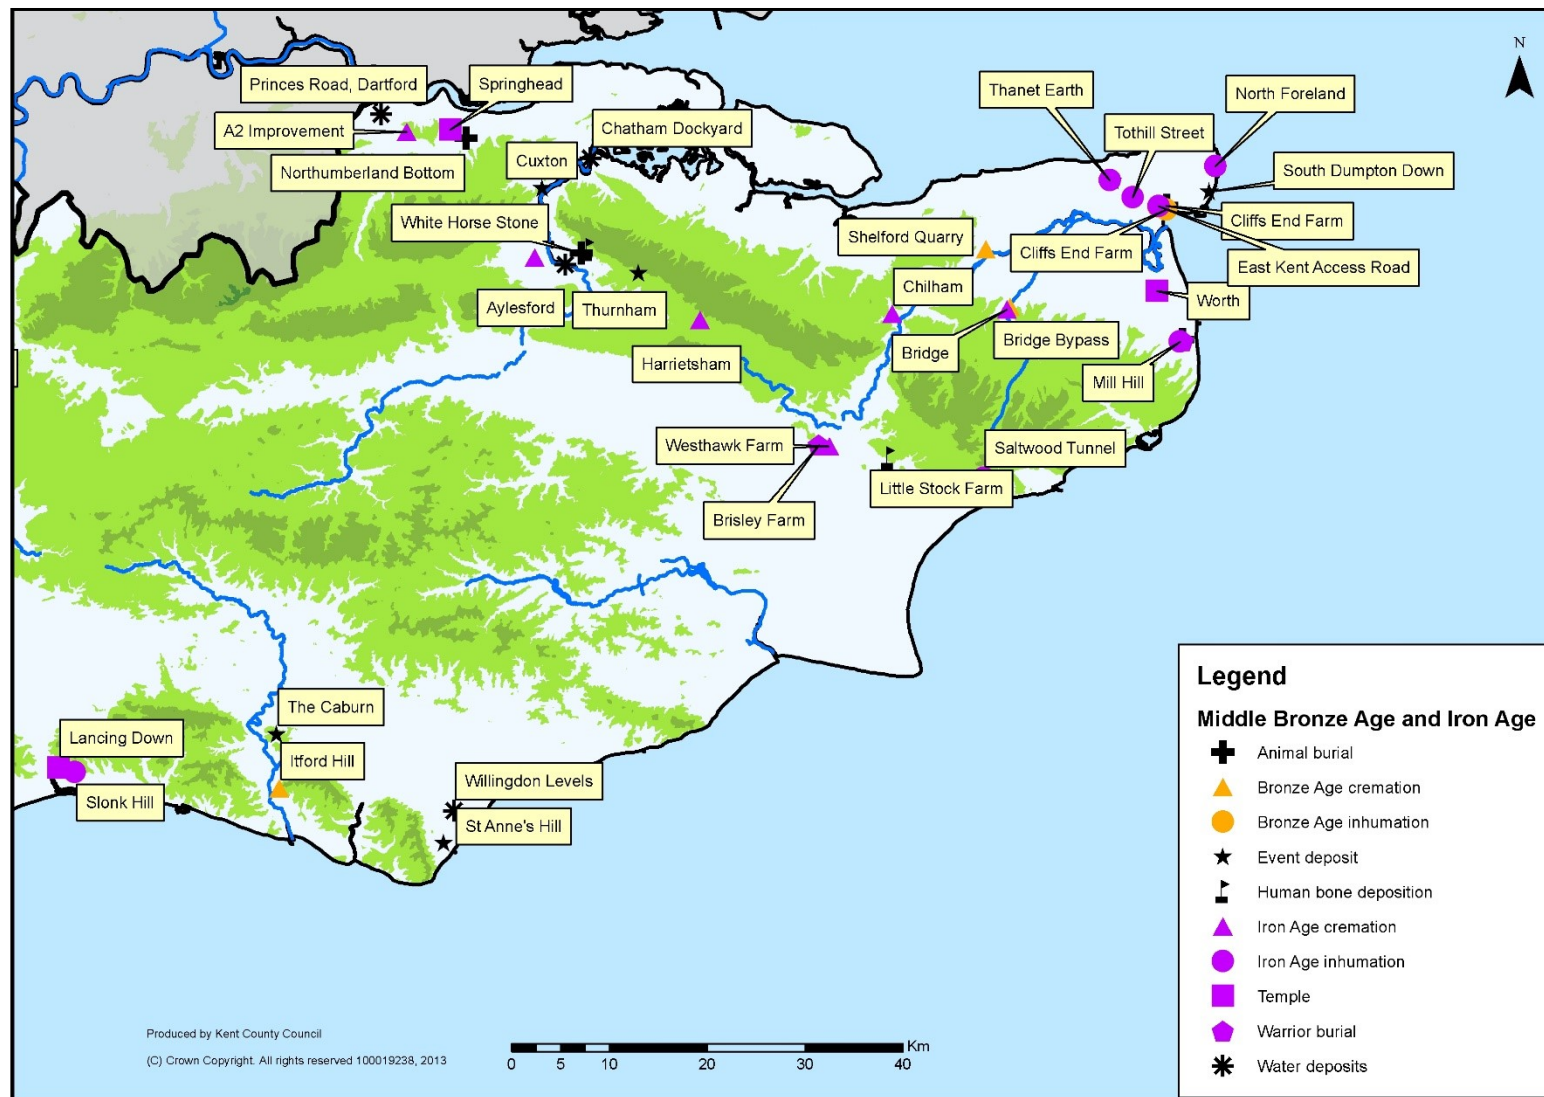 N
Princes Road, Dartford
Springhead
Thanet Earth
North Foreland
A2 Improvement
Chatham Dockyard
Tothill Street
Cuxton
Northumberland Bottom
South Dumpton Down
White Horse Stone
Shelford Quarry
Cliffs End Farm
Cliffs End Farm
East Kent Access Road
Chilham
Aylesford
Thurnham
Worth
Bridge
Bridge Bypass
Harrietsham
Mill Hill
Westhawk Farm
Saltwood Tunnel
Little Stock Farm
Brisley Farm
The Caburn
Lancing Down
Itford Hill
Willingdon Levels
Slonk Hill
St Anne's Hill
Legend
Middle Bronze Age and Iron Age
Animal burial
Bronze Age cremation
Bronze Age inhumation
Event deposit
Human bone deposition
Iron Age cremation
Iron Age inhumation
Temple
Warrior burial
Water deposits
Produced by Kent County Council
(C) Crown Copyright. All rights reserved 100019238, 2013
Km
0 5 10 20 30 40